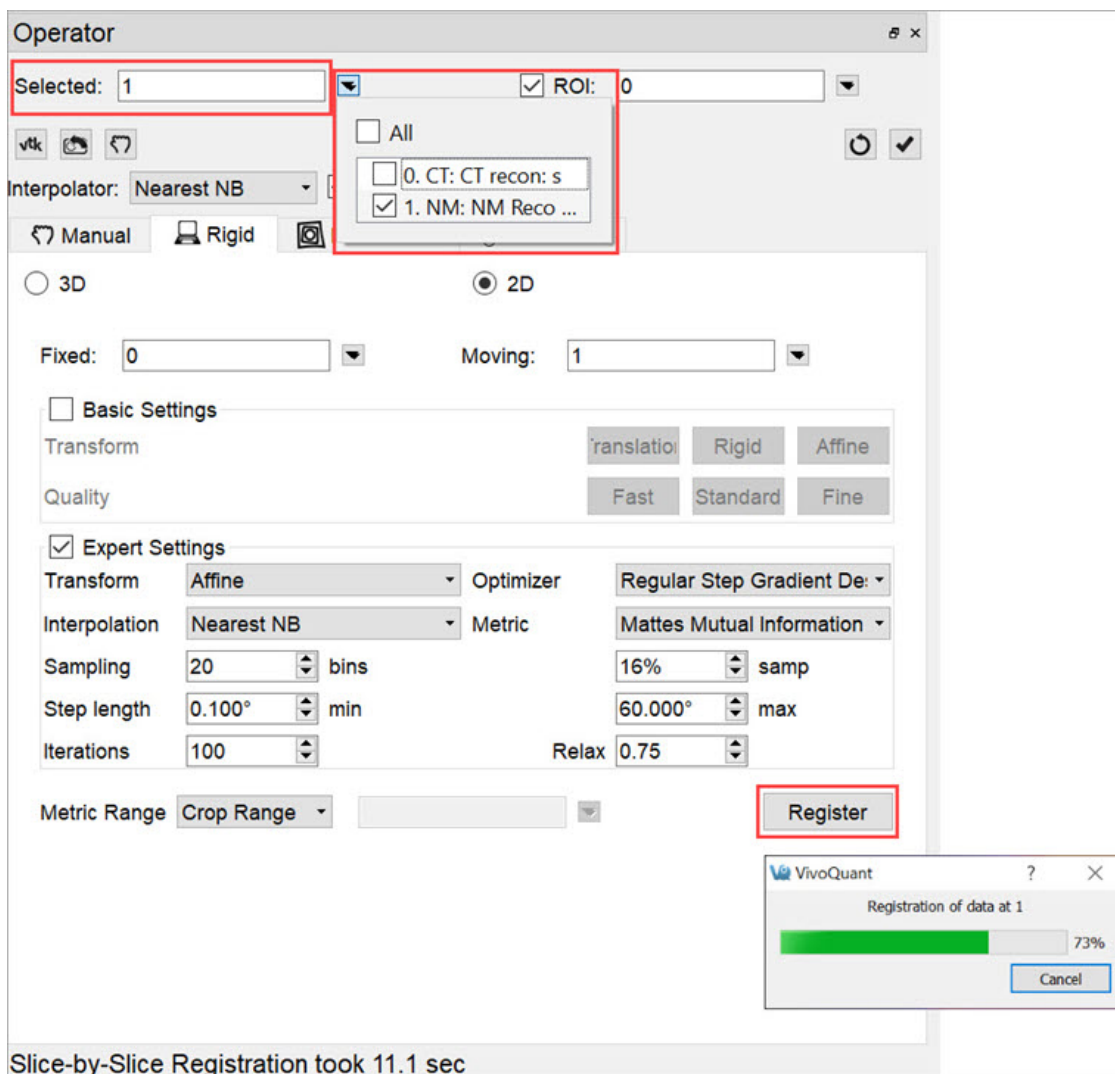 Operator
Selected: 1 ROI: 0
All
0. CT: CT recon: s
1. NM: NM Reco ...
vtk
Interpolator: Nearest NB
Manual Rigid
3D 2D
Fixed: 0 Moving: 1
Basic Settings
Transform Translatio Rigid Affine
Quality Fast Standard Fine
Expert Settings
Transform Affine Optimizer Regular Step Gradient De
Interpolation Nearest NB Metric Mattes Mutual Information
Sampling 20 bins 16% samp
Step length 0.100° min 60.000° max
Iterations 100 Relax 0.75
Metric Range Crop Range Register
VivoQuant ?
Registration of data at 1
73%
Cancel
Slice-by-Slice Registration took 11.1 sec